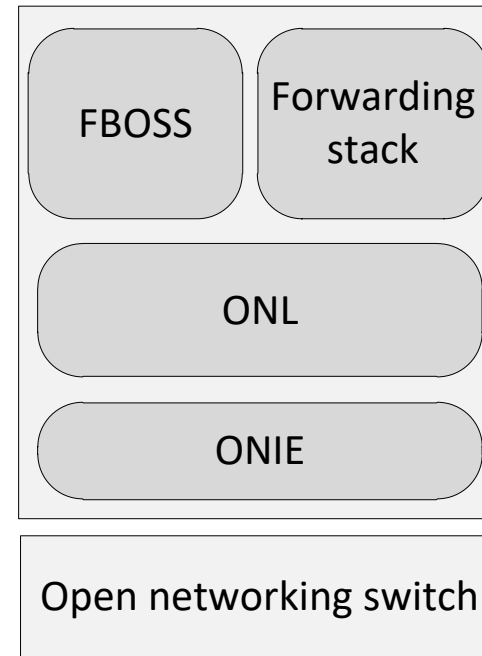 FBOSS
Forwarding
stack
ONL
ONIE
Open networking switch